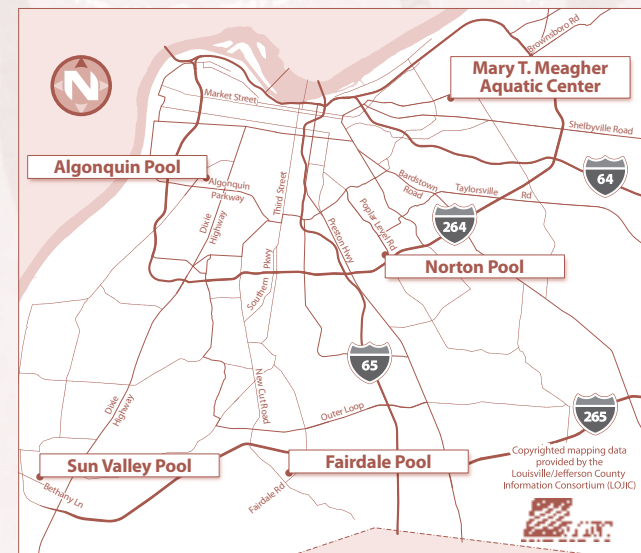 N
Brownsboro Rd
Mary T. Meagher
Aquatic Center
Market Street
Shelbyville Road
Algonquin Pool
Algonquin
Parkway
Third Street
Bardstown
Road
Taylorsville
Rd
64
Dixie
Highway
Poplar Level Rd
264
Preston Hwy
Norton Pool
Southern Pkwy
65
New Cut Road
Dixie
Highway
Outer Loop
265
Sun Valley Pool
Fairdale Pool
Copyrighted mapping data
provided by the
Louisville/Jefferson County
Information Consortium (LOJIC)
Bethany Ln
Fairdale Rd